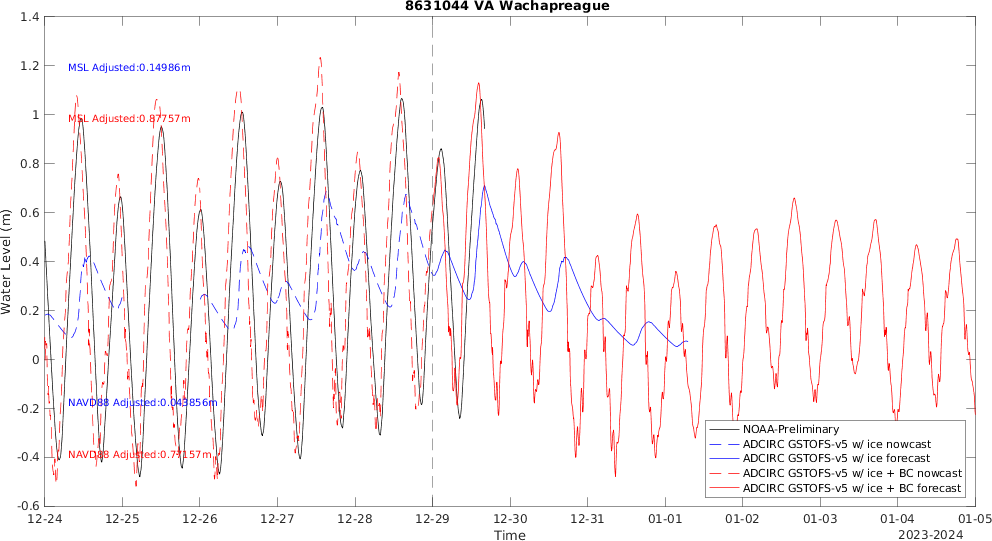 8631044 VA Wachapreague
1.4
1.2
1
0.8
0.6
0.4
0.2
0
-0.2
-0.4
-0.6
Water Level (m)
MSL Adjusted:0.14986m
MSL Adjusted:0.87757m
NAVD88 Adjusted:0.043856m
NAVD88 Adjusted:0.77157m
NOAA-Preliminary
ADCIRC GSTOFS-v5 w/ ice nowcast
ADCIRC GSTOFS-v5 w/ ice forecast
ADCIRC GSTOFS-v5 w/ ice + BC nowcast
ADCIRC GSTOFS-v5 w/ ice + BC forecast
12-24 12-25 12-26 12-27 12-28 12-29 12-30 12-31 01-01 01-02 01-03 01-04 01-05
Time
2023-2024